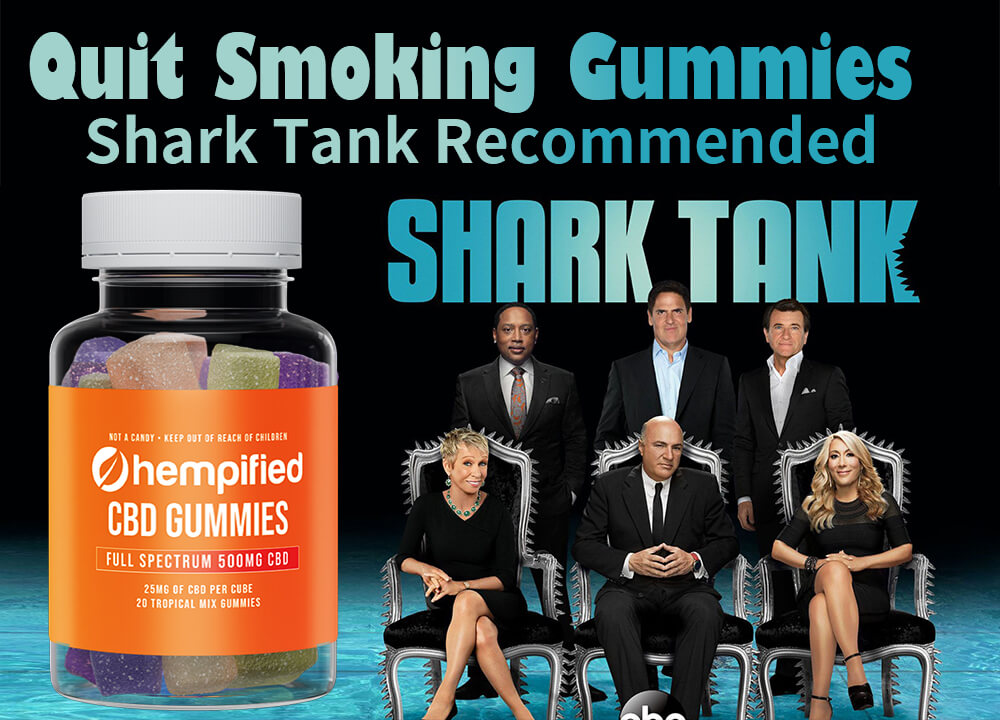 Quit Smoking Gummies
Shark Tank Recommended
SHARK TANK
NOT A CANDY • KEEP OUT OF REACH OF CHILDREN
hempified
CBD GUMMIES
FULL SPECTRUM 500MG CBD
25MG OF CBD PER CUBE
20 TROPICAL MIX GUMMIES
abc